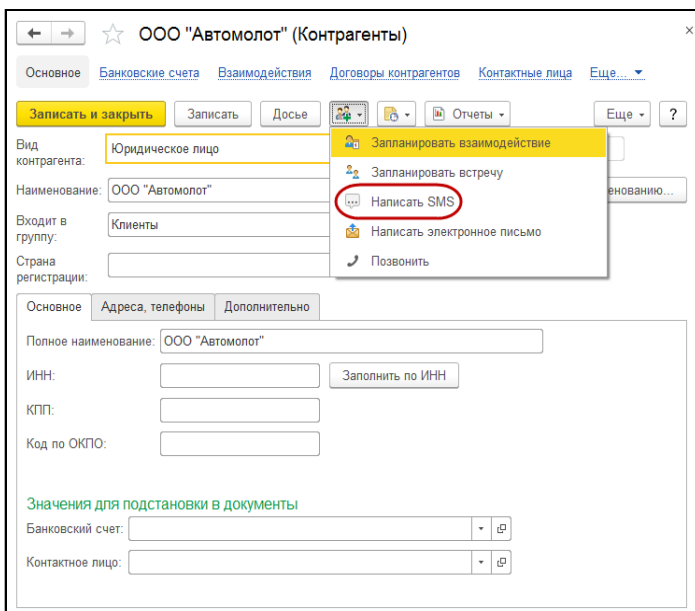 ООО "Автомолот" (Контрагенты)
Основное Банковские счета Взаимодействия Договоры контрагентов Контактные лица Еще...
Записать и закрыть Записать Досье Отчеты Еще ?
Вид контрагента: Юридическое лицо
Запланировать взаимодействие
Запланировать встречу
Наименование: ООО "Автомолот"
енованию...
Написать SMS
Входит в группу: Клиенты
Написать электронное письмо
Страна регистрации:
Позвонить
Основное Адреса, телефоны Дополнительно
Полное наименование: ООО "Автомолот"
ИНН: Заполнить по ИНН
КПП:
Код по ОКПО:
Значения для подстановки в документы
Банковский счет:
Контактное лицо: